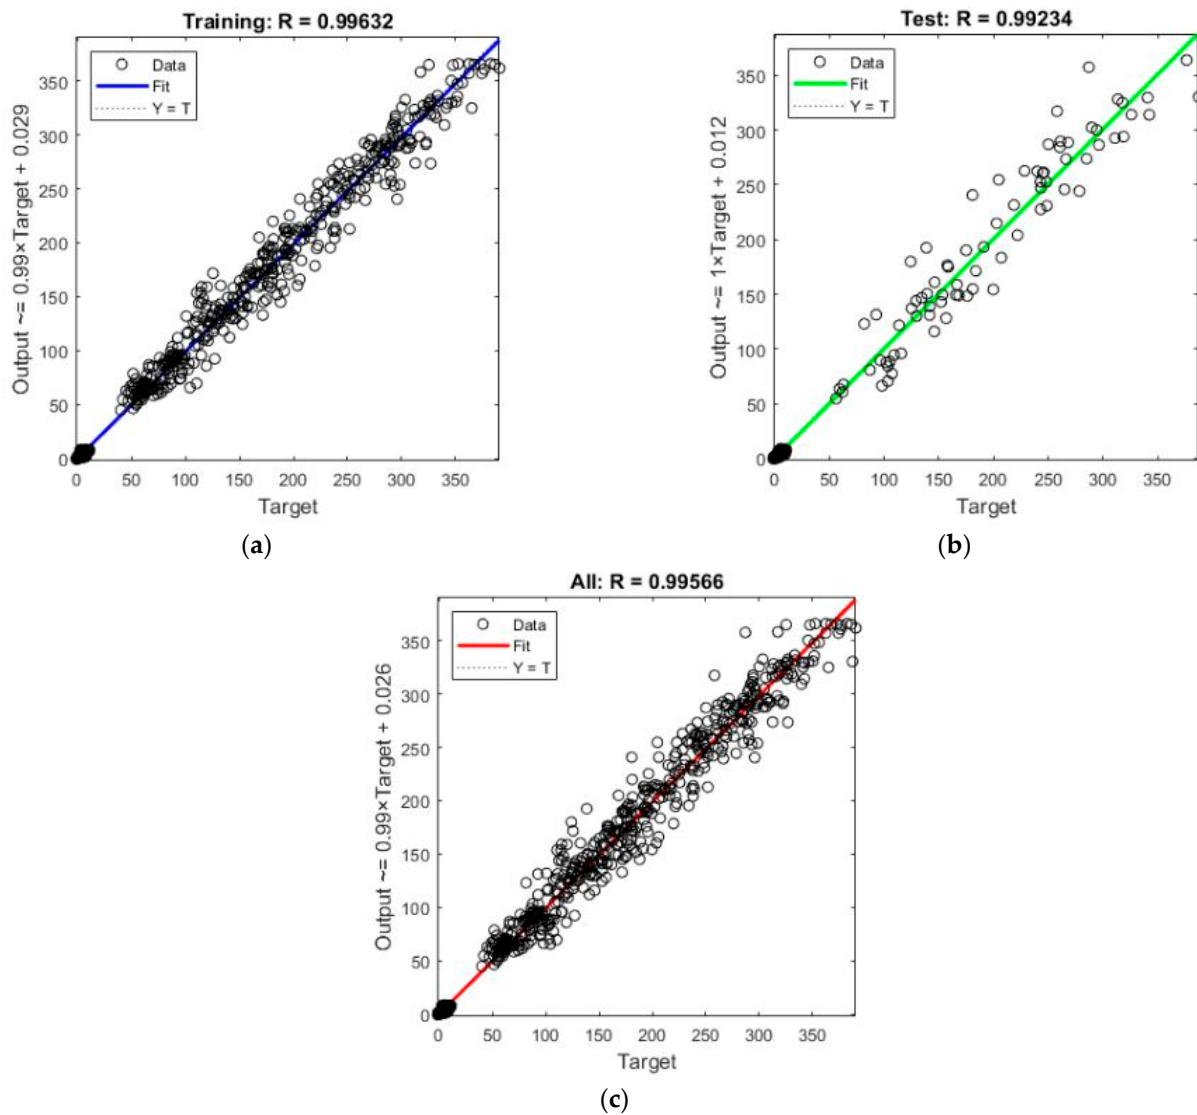 Training: R = 0.99632
Data
Fit
Y = T
Output ~= 0.99×Target + 0.029
350
300
250
200
150
100
50
0
0 50 100 150 200 250 300 350
Target
(a)
Test: R = 0.99234
Data
Fit
Y = T
Output ~= 1×Target + 0.012
350
300
250
200
150
100
50
0
0 50 100 150 200 250 300 350
Target
(b)
All: R = 0.99566
Data
Fit
Y = T
Output ~= 0.99×Target + 0.026
350
300
250
200
150
100
50
0
0 50 100 150 200 250 300 350
Target
(c)